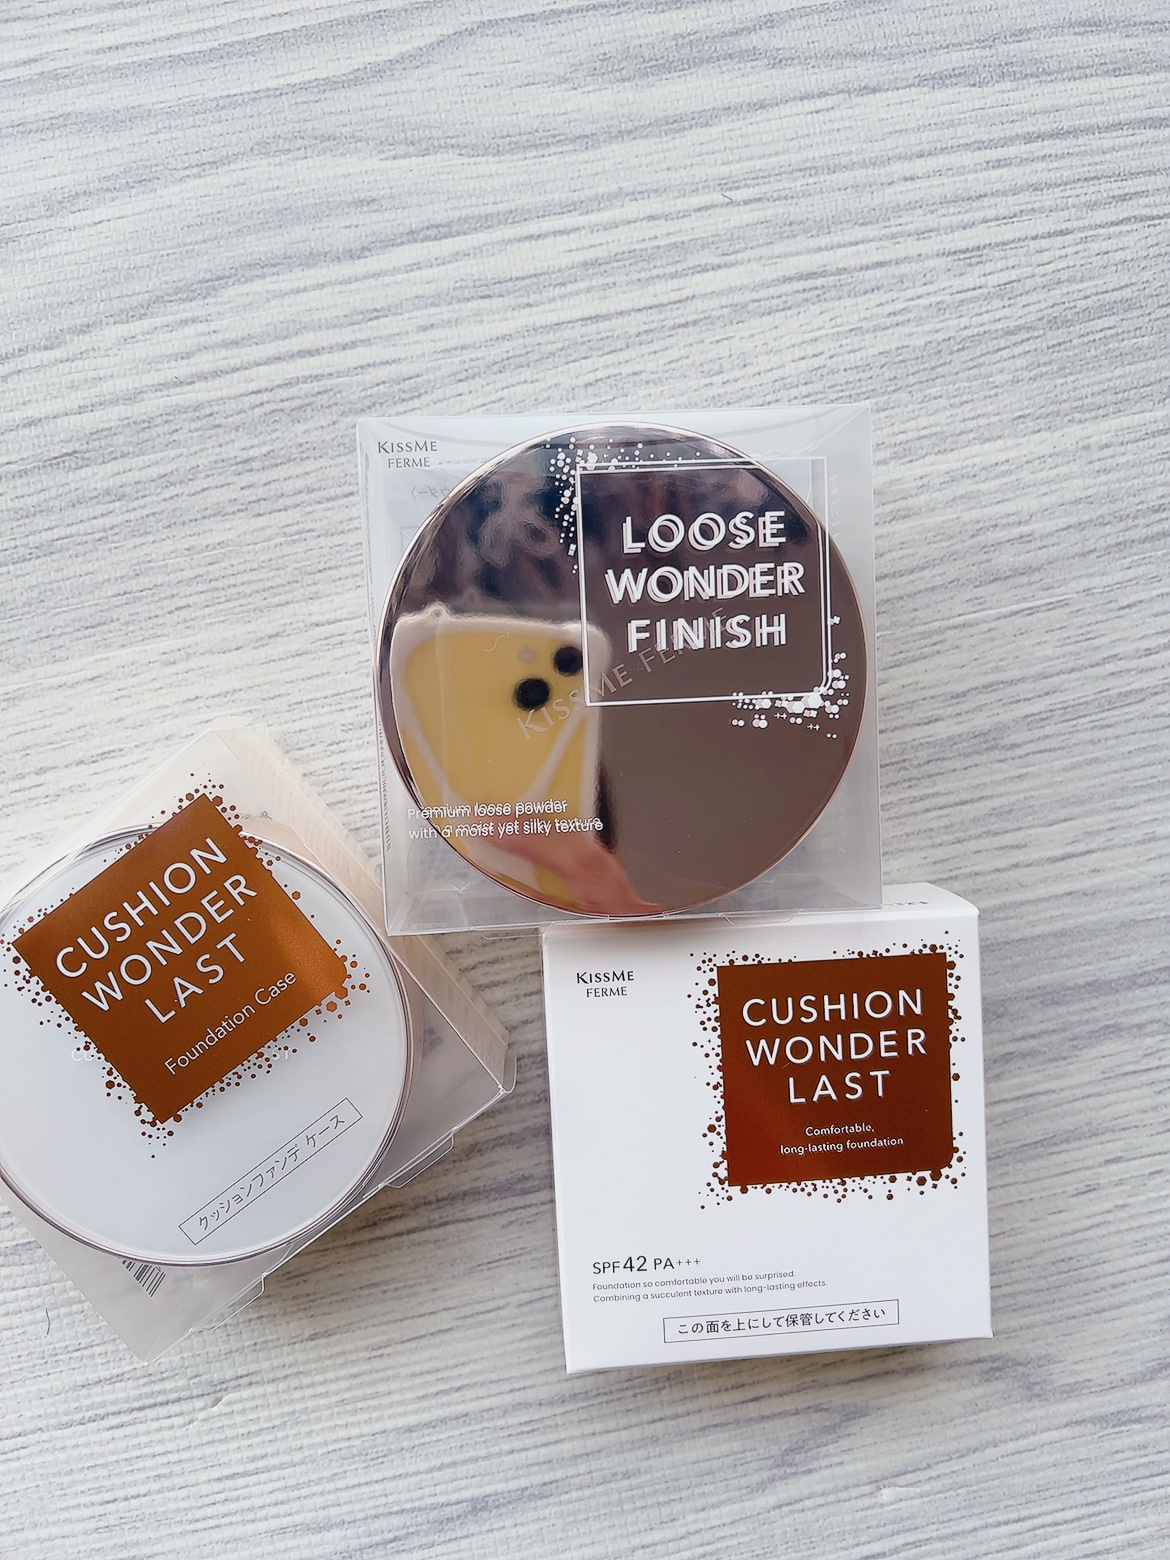 KISSME
FERME
LOOSE
WONDER
FINISH
KISSME FERME
Premium loose powder
with a moist yet silky texture
CUSHION
WONDER
LAST
Foundation Case
クッションファンデ ケース
KISSME
FERME
CUSHION
WONDER
LAST
Comfortable,
long-lasting foundation
SPF42 PA+++
Foundation so comfortable you will be surprised.
Combining a succulent texture with long-lasting effects.
この面を上にして保管してください